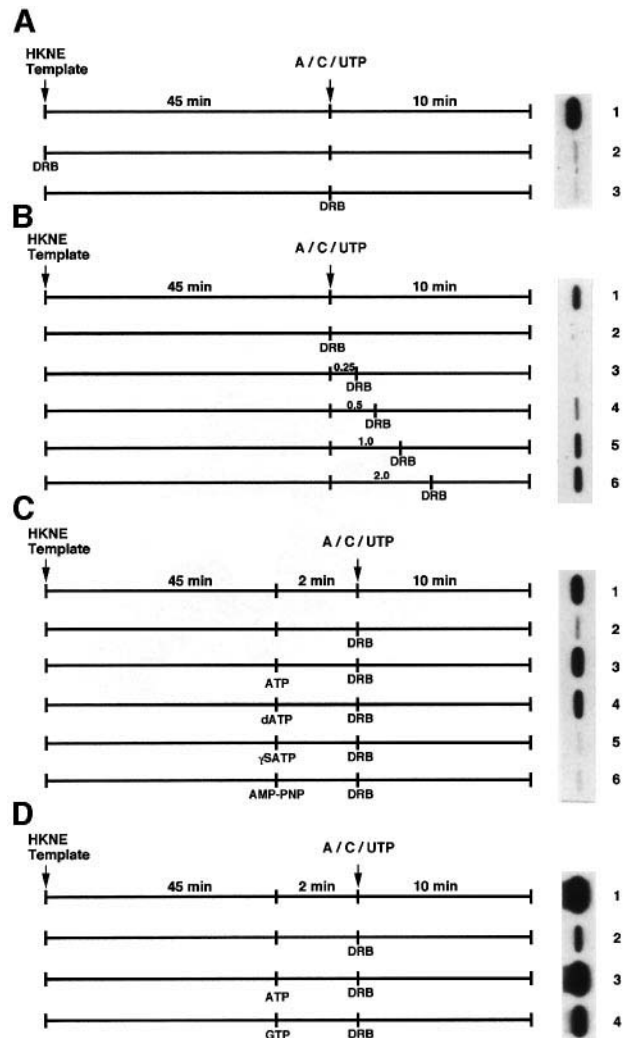 A
HKNE
Template
A / C / UTP
45 min
10 min
1
2
DRB
3
DRB
B
HKNE
Template
A / C / UTP
45 min
10 min
1
2
DRB
0.25
3
DRB
0.5
4
DRB
1.0
5
DRB
2.0
6
DRB
C
HKNE
Template
A / C / UTP
45 min
2 min
10 min
1
2
DRB
3
ATP
DRB
4
dATP
DRB
5
γSATP
DRB
6
AMP-PNP
DRB
D
HKNE
Template
A / C / UTP
45 min
2 min
10 min
1
2
DRB
3
ATP
DRB
4
GTP
DRB